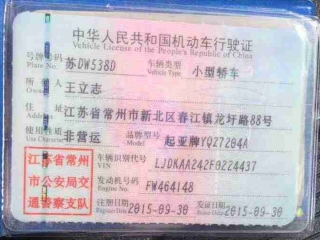 中华人民共和国机动车行驶证
Vehicle License of the People's Republic of China
号牌号码 苏DW538D 车辆类型 小型轿车
Plate No. Vehicle Type
所有人 王立志
Owner
住址 江苏省常州市新北区春江镇龙圩路88号
Address
使用性质 非营运 品牌型号 起亚牌YQZ7204A
Use Character Model
江苏省常州市公安局交通警察支队
车辆识别代号 LJDKAA242F0224437
VIN
发动机号码 FW464148
Engine No.
注册日期 2015-09-30 发证日期 2015-09-30
Register Date Issue Date